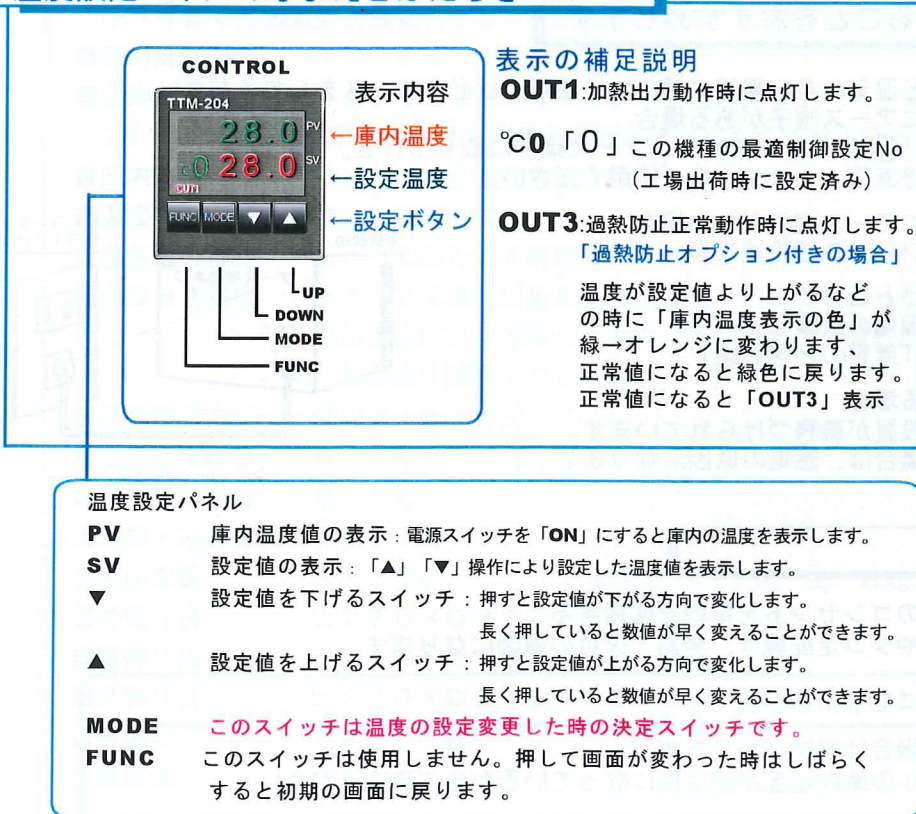 CONTROL
TTM-204
28.0 PV
℃0 28.0 SV
OUT1
FUNC MODE ▼ ▲
表示内容
←庫内温度
←設定温度
←設定ボタン
UP
DOWN
MODE
FUNC
表示の補足説明
OUT1:加熱出力動作時に点灯します。
℃0「0」この機種の最適制御設定No
(工場出荷時に設定済み)
OUT3:過熱防止正常動作時に点灯します。
「過熱防止オプション付きの場合」
温度が設定値より上がるなど
の時に「庫内温度表示の色」が
緑→オレンジに変わります、
正常値になると緑色に戻ります。
正常値になると「OUT3」表示
温度設定パネル
PV 庫内温度値の表示:電源スイッチを「ON」にすると庫内の温度を表示します。
SV 設定値の表示:「▲」「▼」操作により設定した温度値を表示します。
▼ 設定値を下げるスイッチ:押すと設定値が下がる方向で変化します。
長く押していると数値が早く変えることができます。
▲ 設定値を上げるスイッチ:押すと設定値が上がる方向で変化します。
長く押していると数値が早く変えることができます。
MODE このスイッチは温度の設定変更した時の決定スイッチです。
FUNC このスイッチは使用しません。押して画面が変わった時はしばらく
すると初期の画面に戻ります。